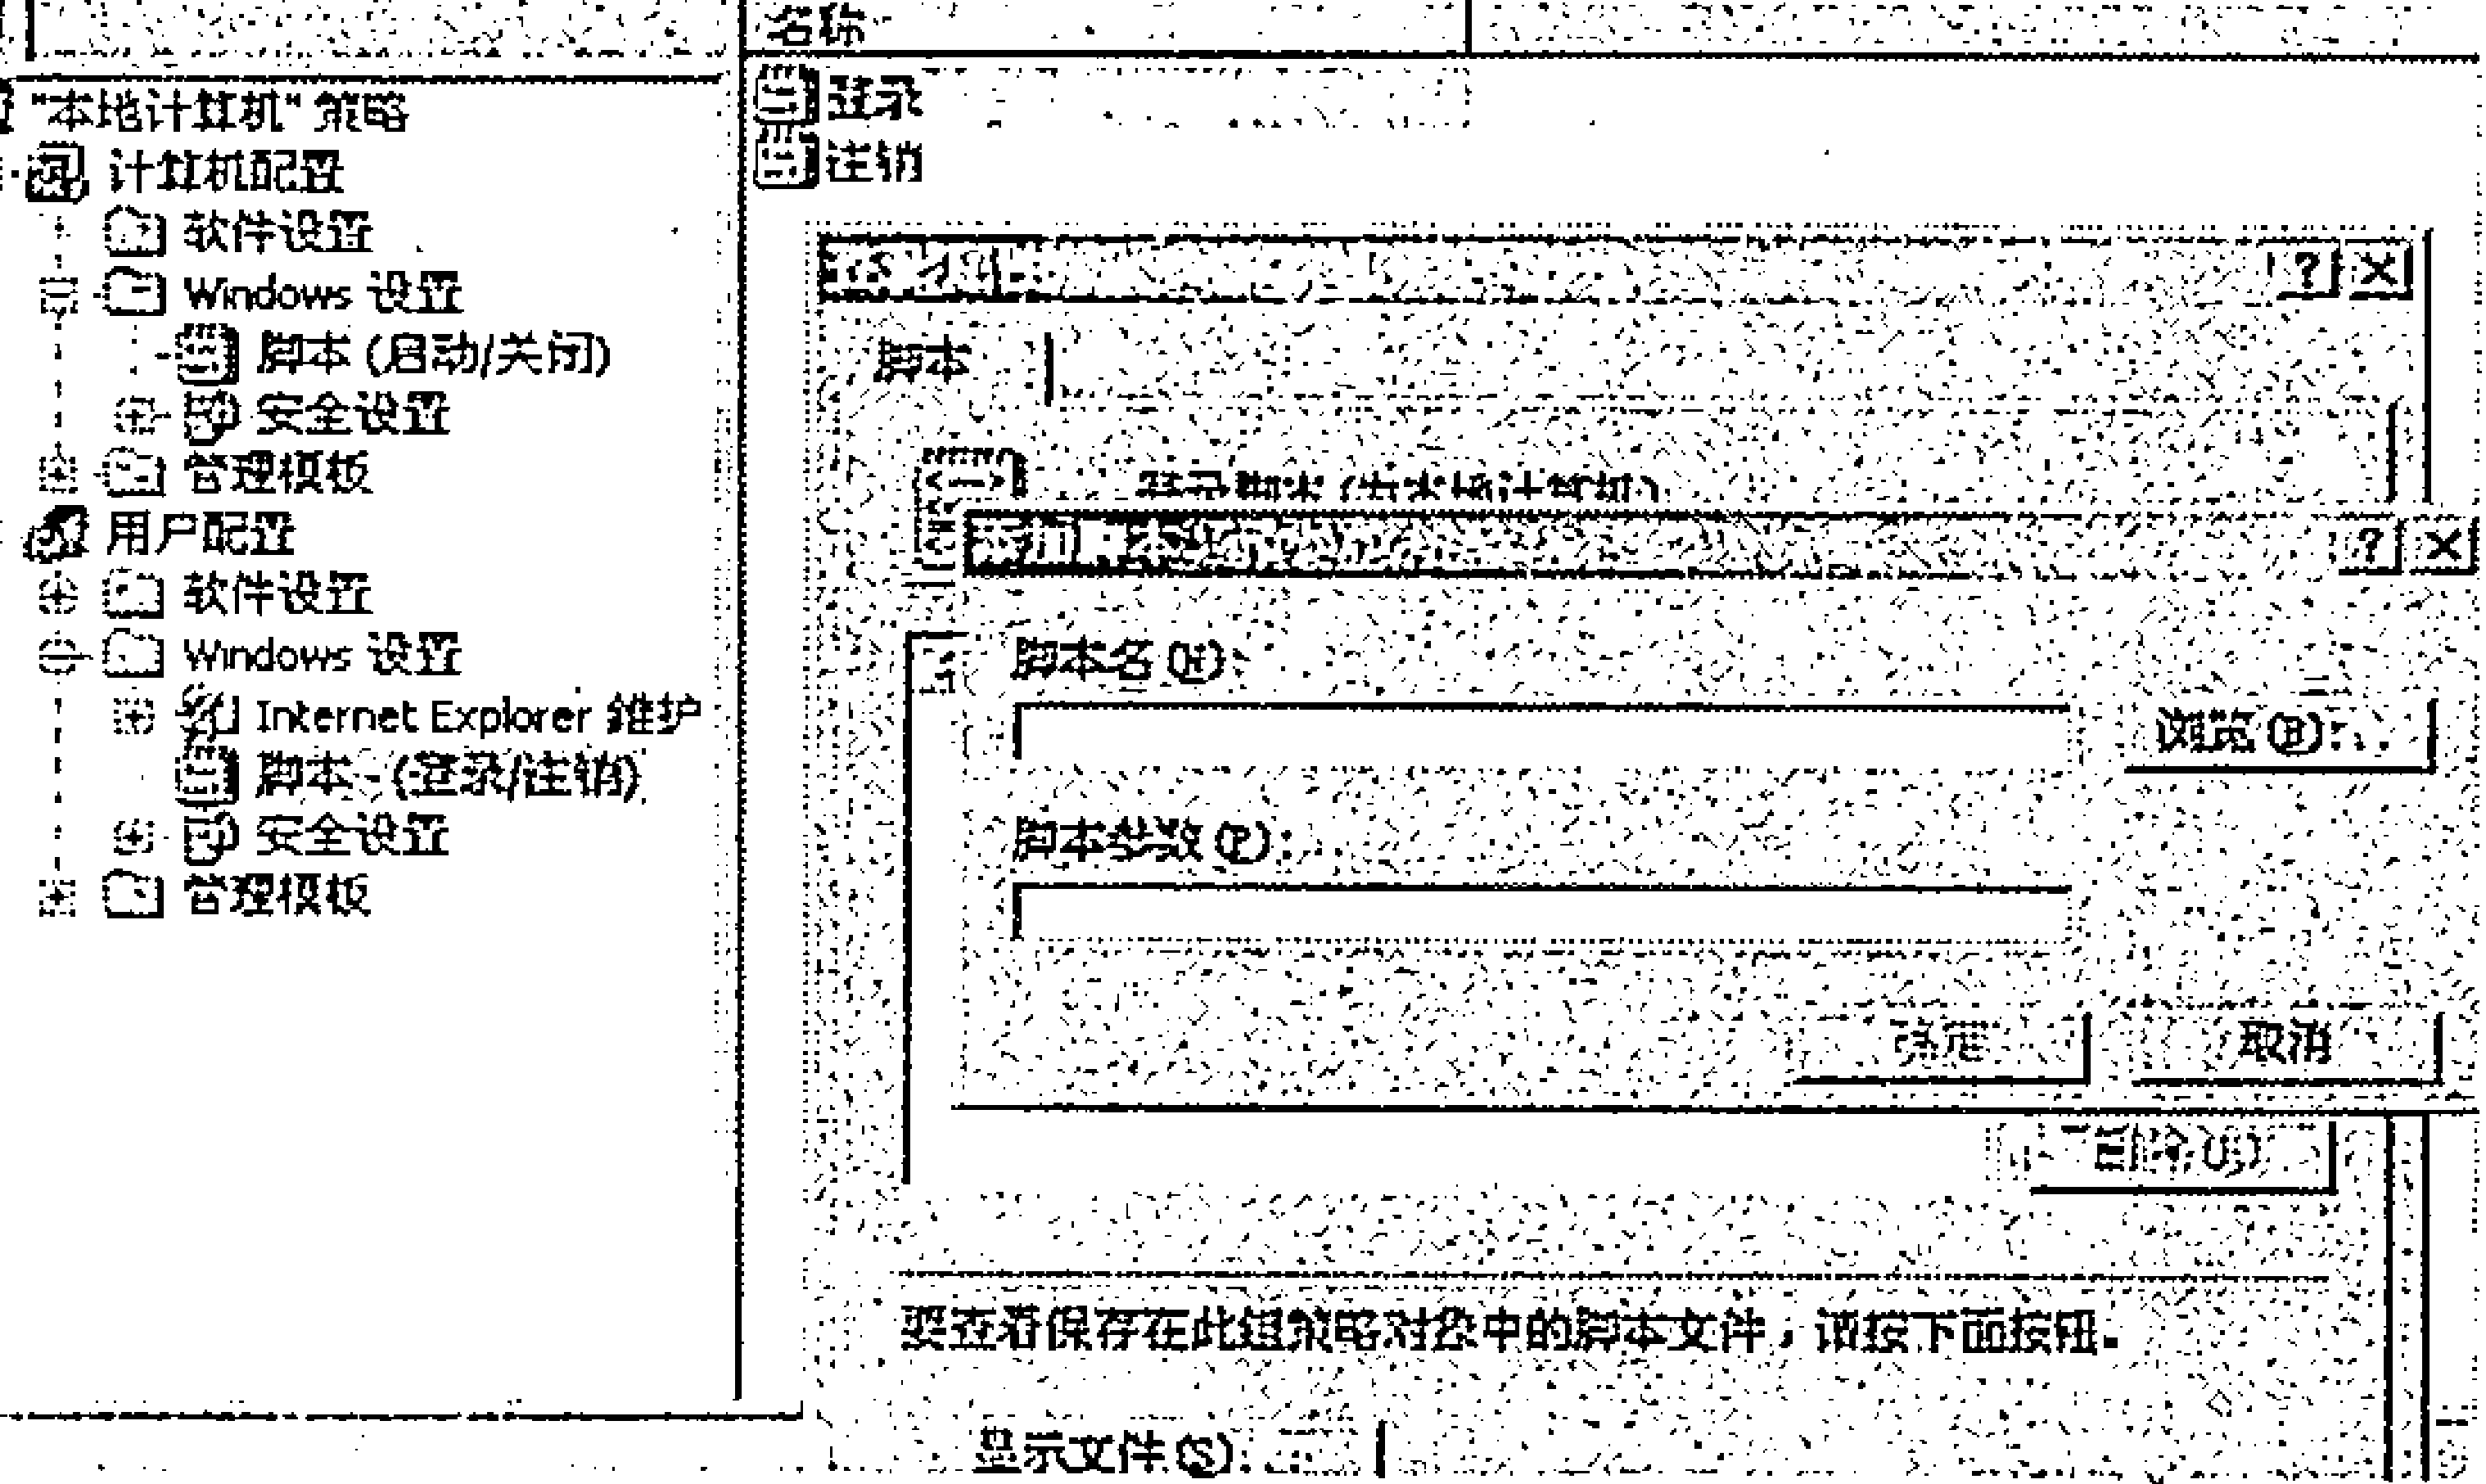 名称
"本地计算机" 策略
计算机配置
软件设置
Windows 设置
脚本 (启动/关闭)
安全设置
管理模板
用户配置
软件设置
Windows 设置
Internet Explorer 维护
脚本 (登录/注销)
安全设置
管理模板
登录
注销
脚本
脚本名(N):
浏览(B)...
脚本参数(P):
确定
取消
要查看保存在此组策略对象中的脚本文件，请按下面按钮。
显示文件(S)...